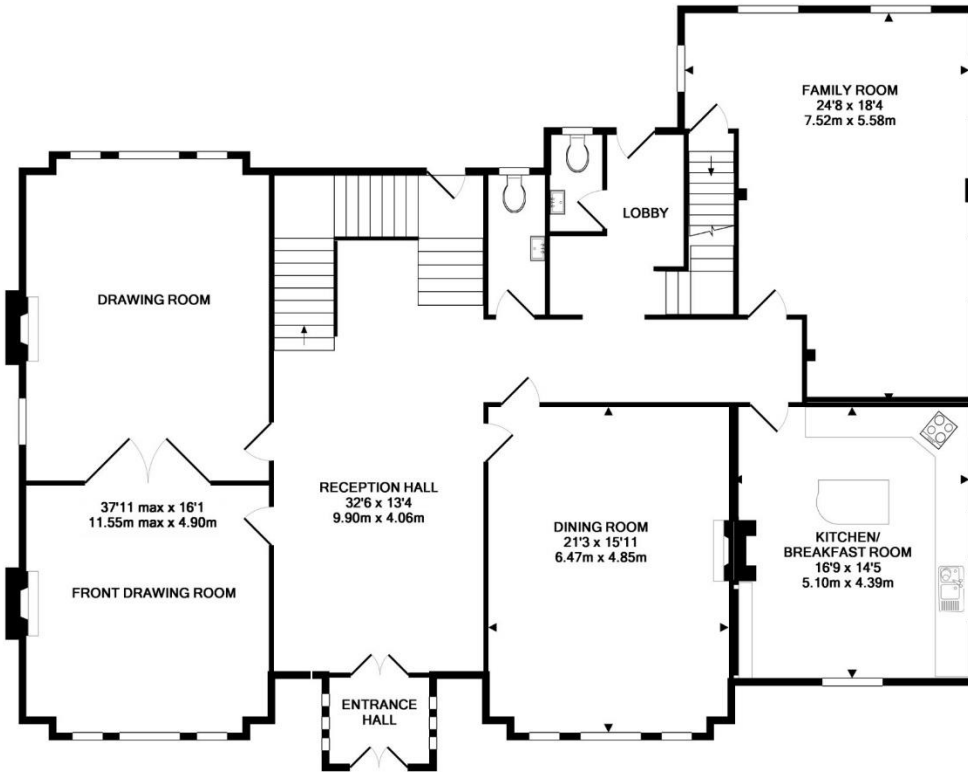 FAMILY ROOM
24'8 x 18'4
7.52m x 5.58m
LOBBY
DRAWING ROOM
RECEPTION HALL
32'6 x 13'4
9.90m x 4.06m
37'11 max x 16'1
11.55m max x 4.90m
FRONT DRAWING ROOM
DINING ROOM
21'3 x 15'11
6.47m x 4.85m
KITCHEN/
BREAKFAST ROOM
16'9 x 14'5
5.10m x 4.39m
ENTRANCE
HALL